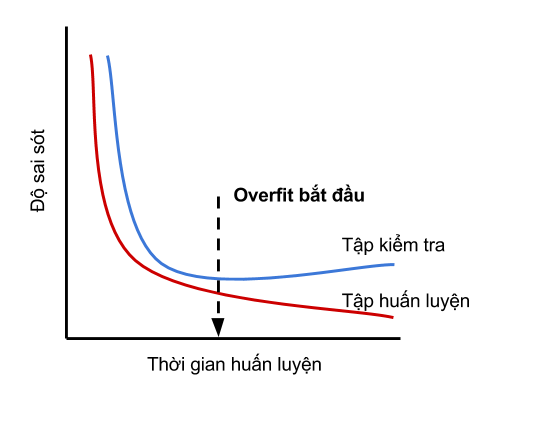 Độ sai sót
Overfit bắt đầu
Tập kiểm tra
Tập huấn luyện
Thời gian huấn luyện